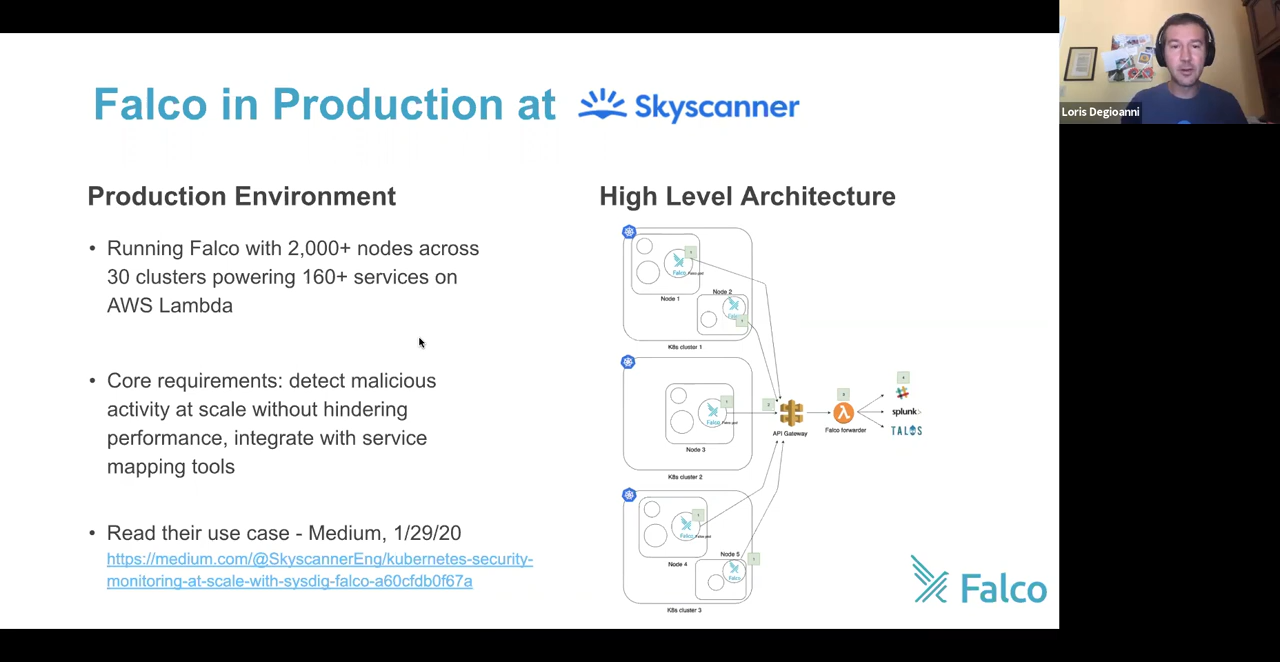 Falco in Production at Skyscanner
Production Environment
• Running Falco with 2,000+ nodes across
30 clusters powering 160+ services on
AWS Lambda
• Core requirements: detect malicious
activity at scale without hindering
performance, integrate with service
mapping tools
• Read their use case - Medium, 1/29/20
https://medium.com/@SkyscannerEng/kubernetes-security-
monitoring-at-scale-with-sysdig-falco-a60cfdb0f67a
High Level Architecture
Falco
Node 1
Node 2
K8s cluster 1
Falco
Node 3
K8s cluster 2
Falco
Node 4
Node 5
Falco
K8s cluster 3
API Gateway
Falco forwarder
splunk>
TALOS
Falco
Loris Degioanni